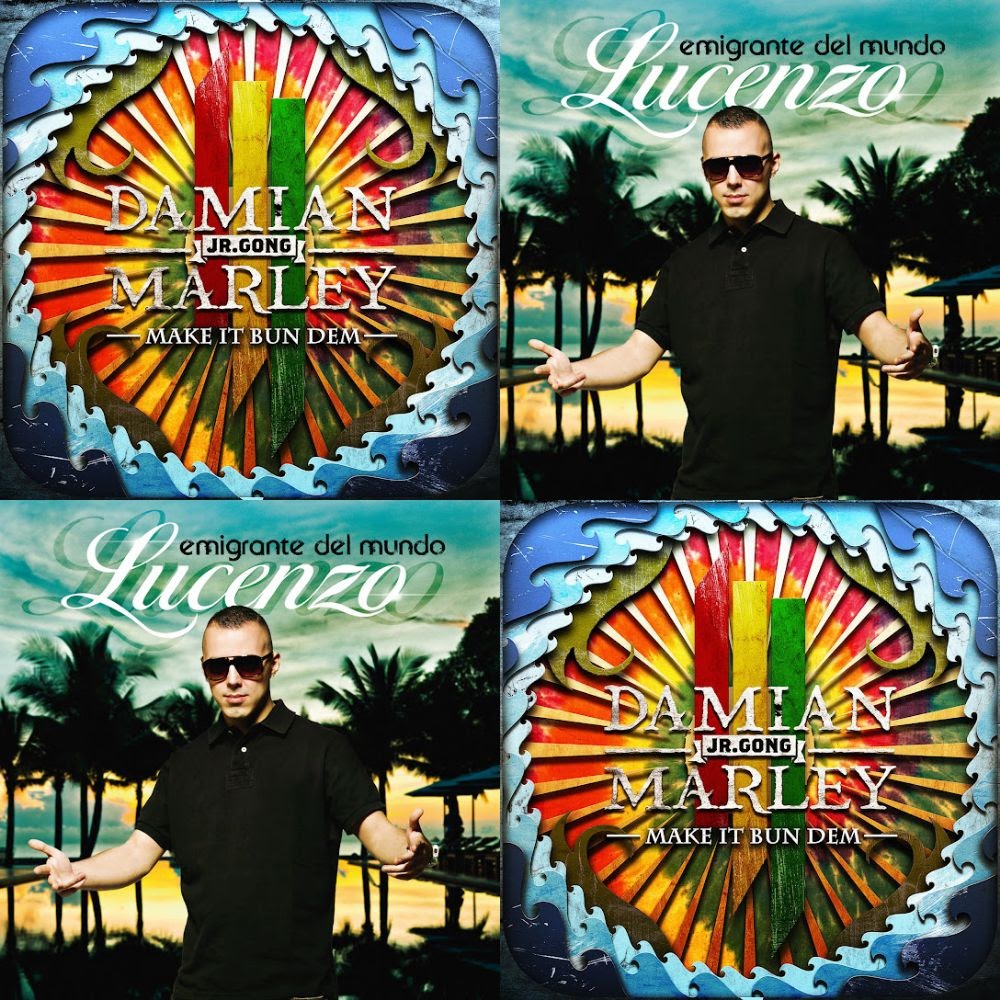 DAMIAN
JR.GONG
MARLEY
MAKE IT BUN DEM
emigrante del mundo
Lucenzo
emigrante del mundo
Lucenzo
DAMIAN
JR.GONG
MARLEY
MAKE IT BUN DEM